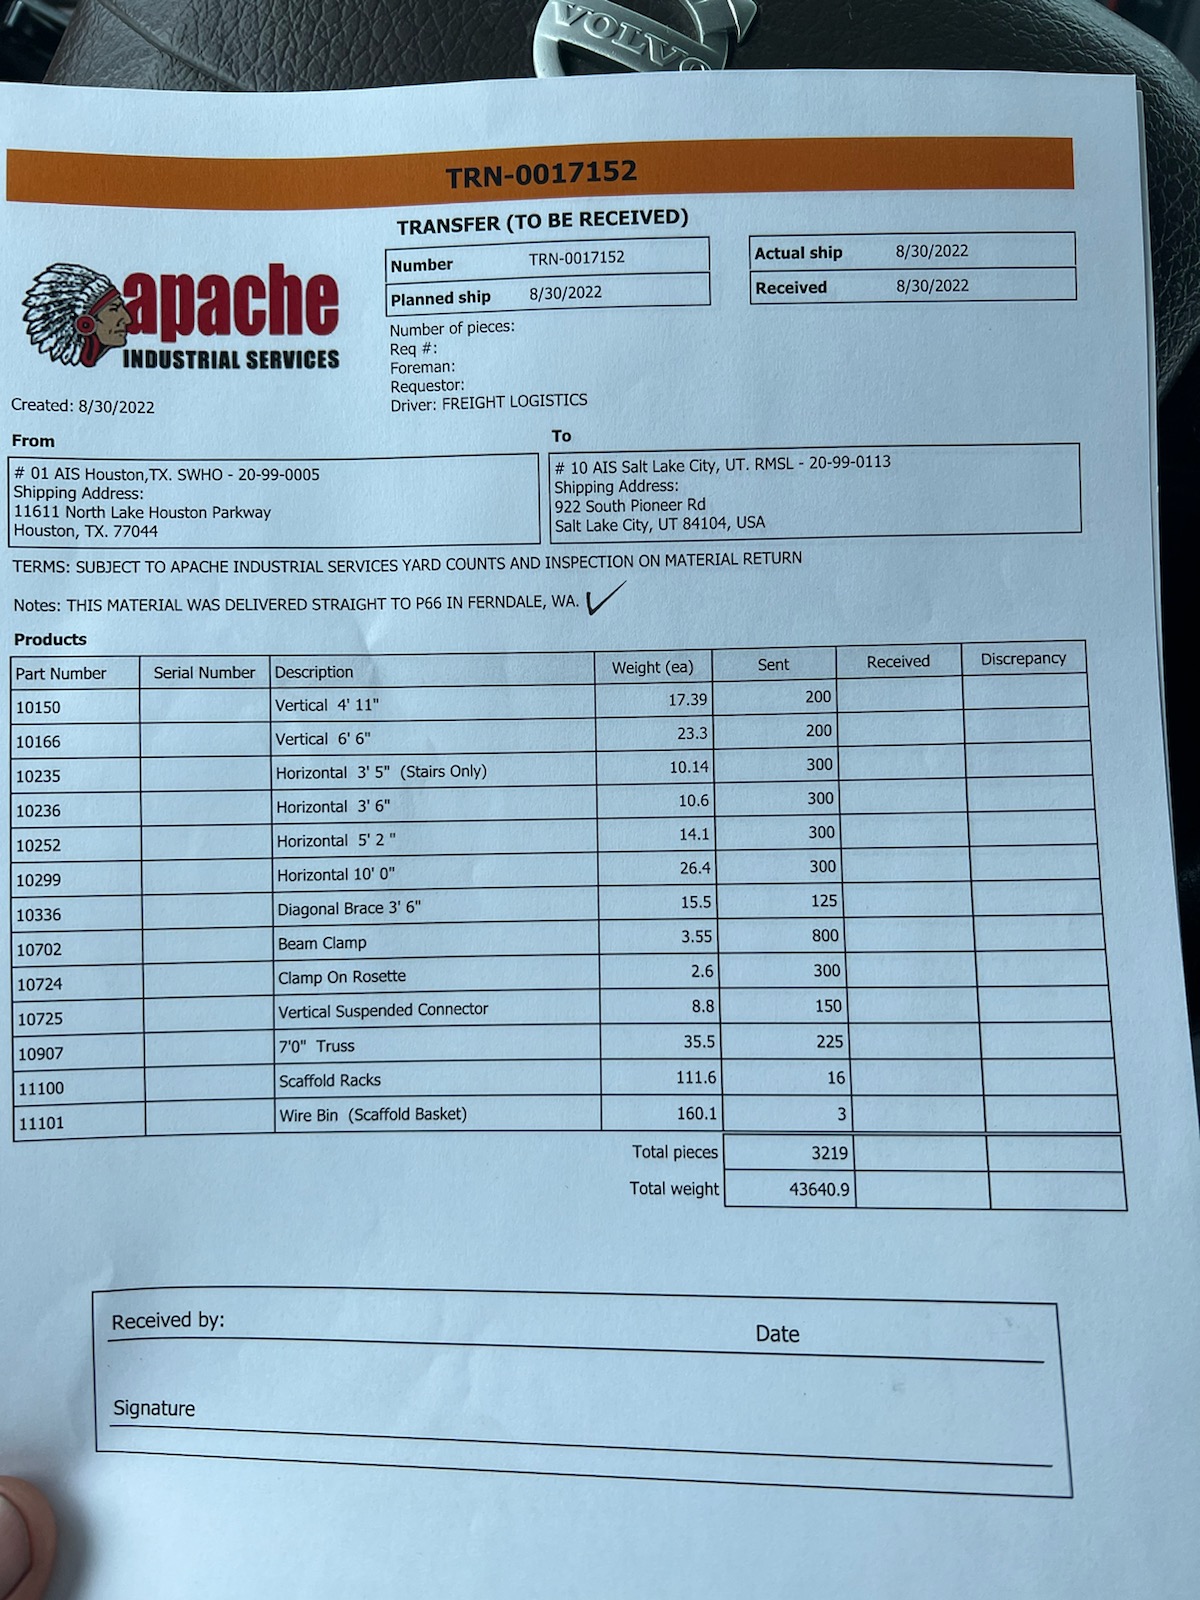 VOLVO
TRN-0017152
TRANSFER (TO BE RECEIVED)
Number TRN-0017152
Planned ship 8/30/2022
Actual ship 8/30/2022
Received 8/30/2022
apache
INDUSTRIAL SERVICES
Number of pieces:
Req #:
Foreman:
Requestor:
Driver: FREIGHT LOGISTICS
Created: 8/30/2022
From
# 01 AIS Houston,TX. SWHO - 20-99-0005
Shipping Address:
11611 North Lake Houston Parkway
Houston, TX. 77044
To
# 10 AIS Salt Lake City, UT. RMSL - 20-99-0113
Shipping Address:
922 South Pioneer Rd
Salt Lake City, UT 84104, USA
TERMS: SUBJECT TO APACHE INDUSTRIAL SERVICES YARD COUNTS AND INSPECTION ON MATERIAL RETURN
Notes: THIS MATERIAL WAS DELIVERED STRAIGHT TO P66 IN FERNDALE, WA.
Products
Part Number Serial Number Description Weight (ea) Sent Received Discrepancy
10150 Vertical 4' 11" 17.39 200
10166 Vertical 6' 6" 23.3 200
10235 Horizontal 3' 5" (Stairs Only) 10.14 300
10236 Horizontal 3' 6" 10.6 300
10252 Horizontal 5' 2 " 14.1 300
10299 Horizontal 10' 0" 26.4 300
10336 Diagonal Brace 3' 6" 15.5 125
10702 Beam Clamp 3.55 800
10724 Clamp On Rosette 2.6 300
10725 Vertical Suspended Connector 8.8 150
10907 7'0" Truss 35.5 225
11100 Scaffold Racks 111.6 16
11101 Wire Bin (Scaffold Basket) 160.1 3
Total pieces 3219
Total weight 43640.9
Received by: Date
Signature